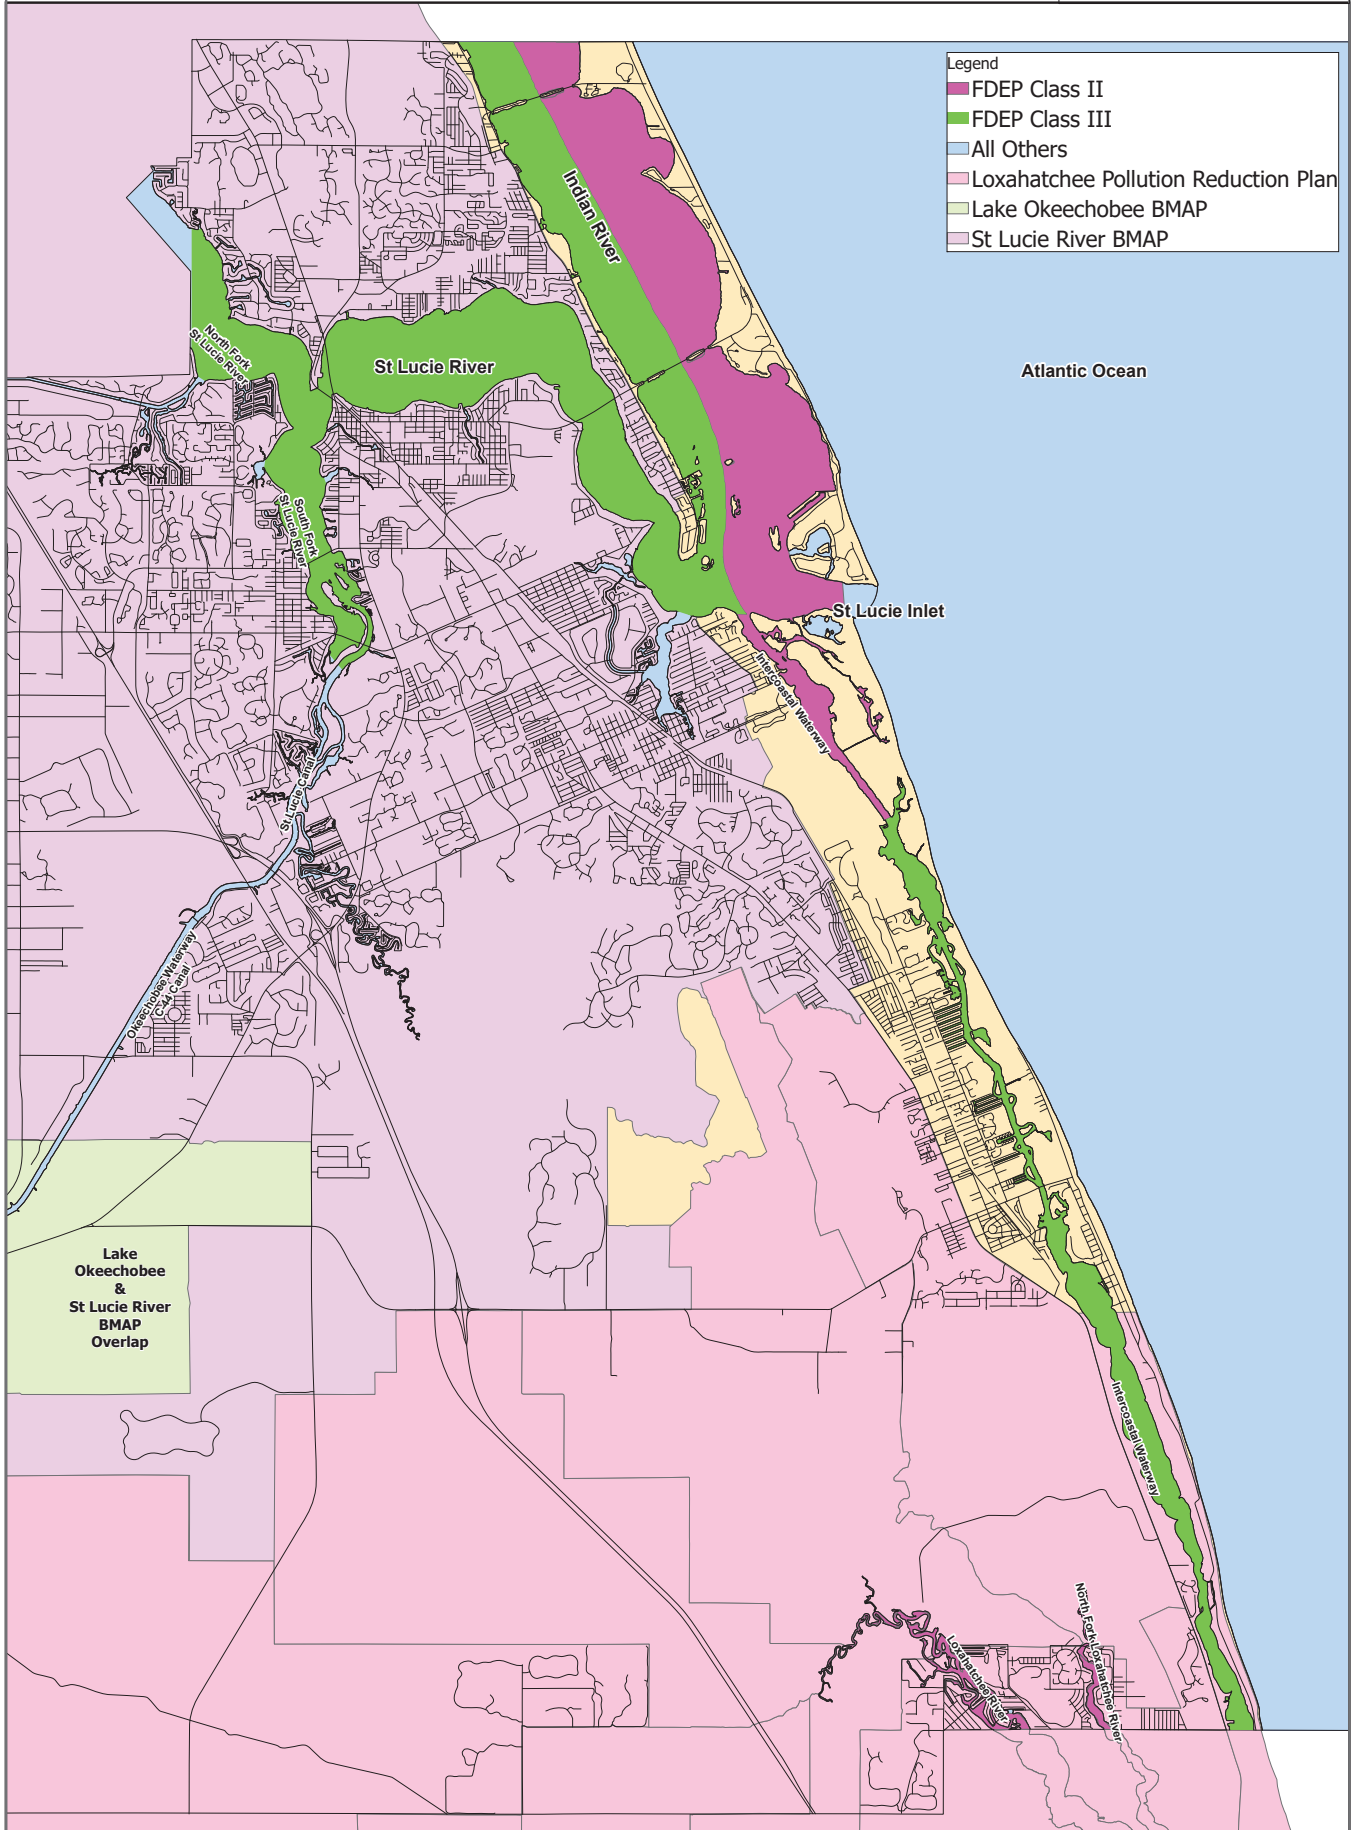 Legend
FDEP Class II
FDEP Class III
All Others
Loxahatchee Pollution Reduction Plan
Lake Okeechobee BMAP
St Lucie River BMAP
Indian River
North Fork
St Lucie River
St Lucie River
Atlantic Ocean
South Fork
St Lucie River
St Lucie Inlet
Intercoastal Waterway
St Lucie Canal
Okeechobee Waterway
C-44 Canal
Lake
Okeechobee
&
St Lucie River
BMAP
Overlap
Intercoastal Waterway
Loxahatchee River
North Fork Loxahatchee River